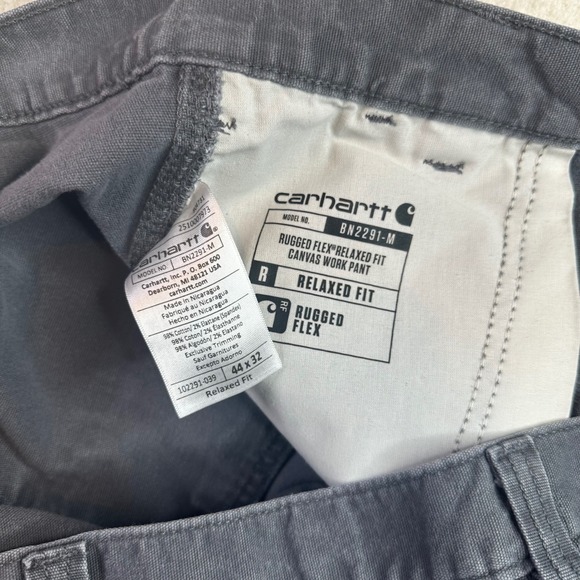 2510007973
carhartt
MODEL NO. BN2291-M
Carhartt, Inc. P.O. Box 600
Dearborn, MI 48121 USA
carhartt.com
Made in Nicaragua
Fabriqué au Nicaragua
Hecho en Nicaragua
98% Cotton/ 2% Elastane (Spandex)
98% Coton/ 2% Elasthanne
98% Algodón/ 2% Elastano
Exclusive Trimming
Sauf Garnitures
Excepto Adorno
102291-039 44 x 32
Relaxed Fit
carhartt
MODEL NO. BN2291-M
RUGGED FLEX® RELAXED FIT
CANVAS WORK PANT
R RELAXED FIT
RF RUGGED
FLEX